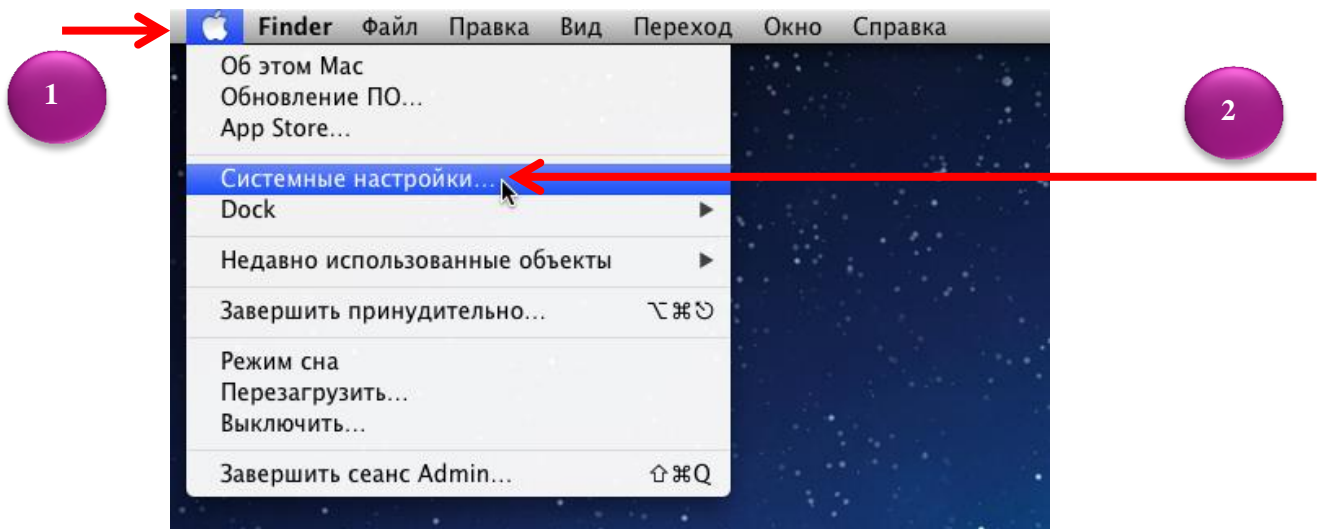 Finder Файл Правка Вид Переход Окно Справка
Об этом Mac
Обновление ПО...
App Store...
1
2
Системные настройки...
Dock
Недавно использованные объекты
Завершить принудительно... ⌥⌘⎋
Режим сна
Перезагрузить...
Выключить...
Завершить сеанс Admin... ⇧⌘Q